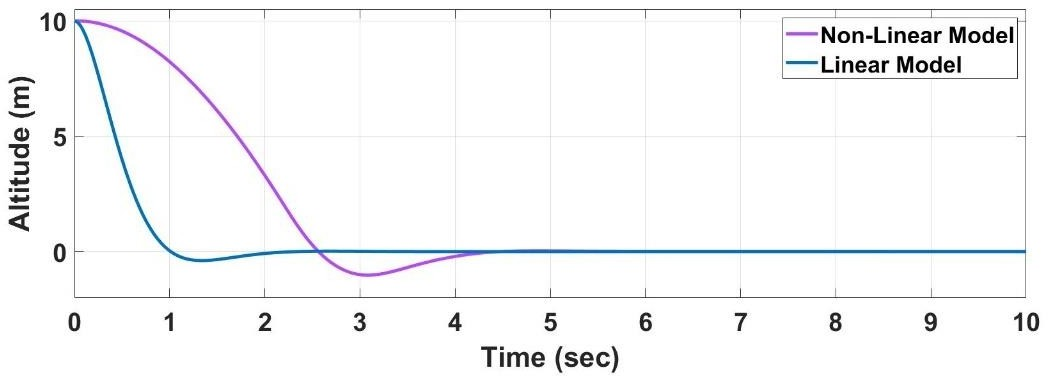 Non-Linear Model
Linear Model
Altitude (m)
10
5
0
0 1 2 3 4 5 6 7 8 9 10
Time (sec)